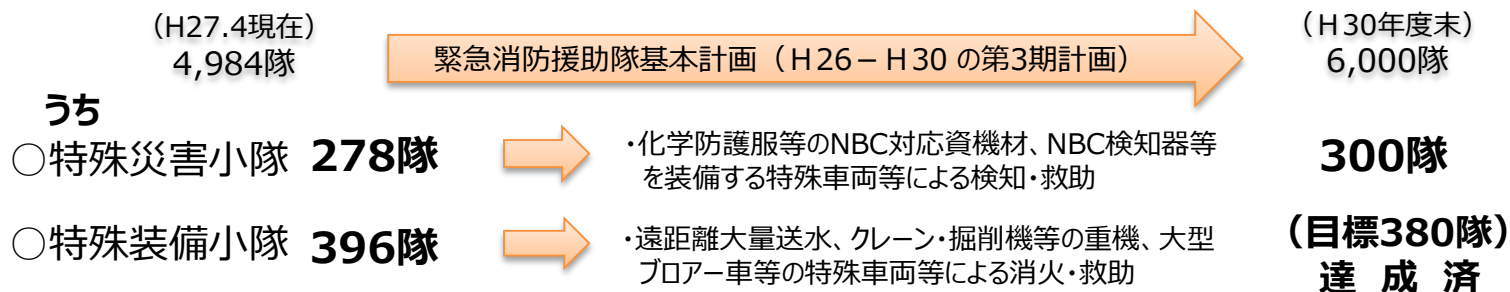 （H27.4現在）
4,984隊
緊急消防援助隊基本計画（Ｈ26－Ｈ30 の第3期計画）
（Ｈ30年度末）
6,000隊
うち
○特殊災害小隊 278隊
・化学防護服等のNBC対応資機材、NBC検知器等
を装備する特殊車両等による検知・救助
300隊
○特殊装備小隊 396隊
・遠距離大量送水、クレーン・掘削機等の重機、大型
ブロアー車等の特殊車両等による消火・救助
（目標380隊）
達 成 済